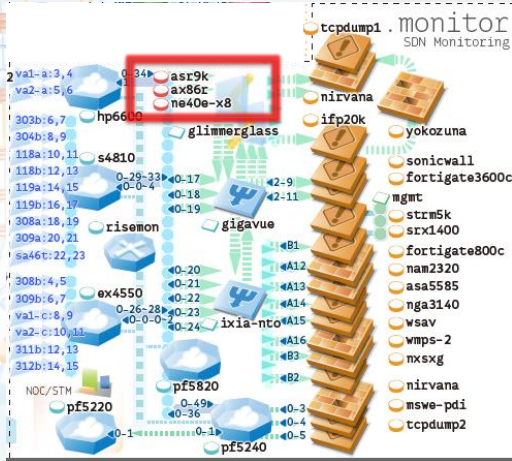 tcpdump1
.monitor
SDN Monitoring
2
va1-a:3,4
va2-a:5,6
0-34
asr9k
ax86r
ne40e-x8
nirvana
hp6600
303b:6,7
304b:8,9
glimmerglass
ifp20k
yokozuna
118a:10,11
118b:12,13
119a:14,15
119b:16,17
308a:18,19
309a:20,21
sa46t:22,23
s4810
0-29-33
0-0-4
0-17
0-18
0-19
2-9
2-11
gigavue
sonicwall
fortigate3600c
mgmt
strm5k
srx1400
risemon
B1
A12
A13
A14
A15
A16
B3
B2
fortigate800c
nam2320
asa5585
nga3140
wsav
wmps-2
nxsxg
308b:4,5
309b:6,7
va1-c:8,9
va2-c:10,11
311b:12,13
312b:14,15
ex4550
0-26-28
0-0-0-2
0-20
0-21
0-22
0-23
0-24
ixia-nto
NOC/STM
pf5820
nirvana
mswe-pdi
tcpdump2
pf5220
0-49
0-36
0-1
0-1
0-3
0-4
0-5
pf5240